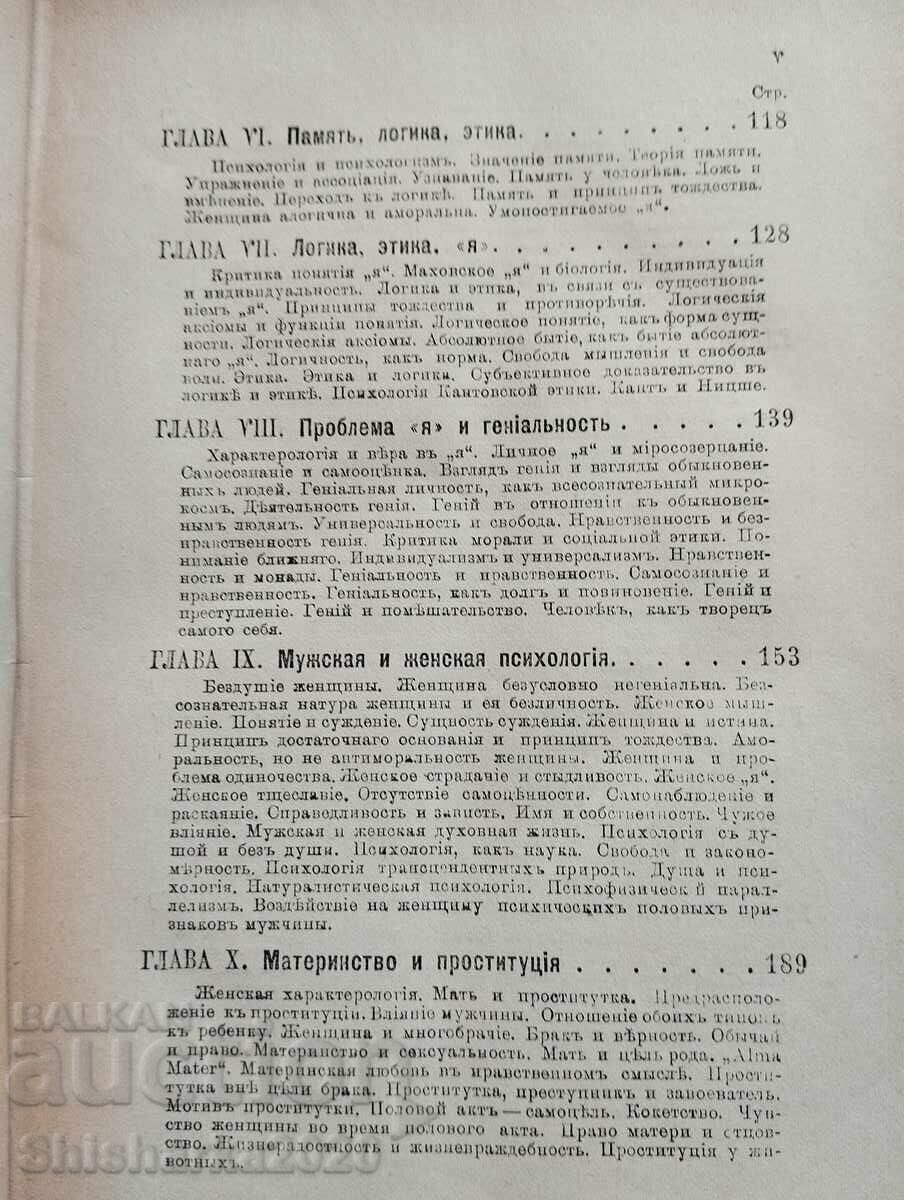 V
Стр.
ГЛАВА VI. Память, логика, этика. . . . . . . . . 118
Психологія и психологизмъ. Значеніе памяти. Теорія памяти.
Упражненіе и ассоціація. Узнаваніе. Память у человѣка. Ложь и
вмѣненіе. Переходъ къ логикѣ. Память и принципъ тождества.
Женщина алогична и аморальна. Умопостигаемое „я“.
ГЛАВА VII. Логика, этика. «я» . . . . . . . . . . 128
Критика понятія „я“. Маховское „я“ и біологія. Индивидуація
и индивидуальность. Логика и этика, въ связи съ существова-
ніемъ „я“. Принципы тождества и противорѣчія. Логическія
аксіомы и функціи понятія. Логическое понятіе, какъ форма сущ-
ности. Логическія аксіомы. Абсолютное бытіе, какъ бытіе абсолют-
наго „я“. Логичность, какъ норма. Свобода мышленія и свобода
воли. Этика. Этика и логика. Субъективное доказательство въ
логикѣ и этикѣ. Психологія Кантовской этики. Кантъ и Ницше.
ГЛАВА VIII. Проблема «я» и геніальность . . . . . 139
Характерологія и вѣра въ „я“. Личное „я“ и міросозерцаніе.
Самосознаніе и самооцѣнка. Взглядъ генія и взгляды обыкновен-
ныхъ людей. Геніальная личность, какъ всесознательный микро-
космъ. Дѣятельность генія. Геній въ отношеніи къ обыкновен-
нымъ людямъ. Универсальность и свобода. Нравственность и без-
нравственность генія. Критика морали и соціальной этики. По-
ниманіе ближняго. Индивидуализмъ и универсализмъ. Нравствен-
ность и монады. Геніальность и нравственность. Самосознаніе и
нравственность. Геніальность, какъ долгъ и повиновеніе. Геній и
преступленіе. Геній и помѣшательство. Человѣкъ, какъ творецъ
самого себя.
ГЛАВА IX. Мужская и женская психологія. . . . . . 153
Бездушіе женщины. Женщина безусловно негеніальна. Без-
сознательная натура женщины и ея безличность. Женское мыш-
леніе. Понятіе и сужденіе. Сущность сужденія. Женщина и истина.
Принципъ достаточнаго основанія и принципъ тождества. Амо-
ральность, но не антиморальность женщины. Женщина и про-
блема одиночества. Женское страданіе и стыдливость. Женское „я“.
Женское тщеславіе. Отсутствіе самоцѣнности. Самонаблюденіе и
раскаяніе. Справедливость и зависть. Имя и собственность. Чужое
вліяніе. Мужская и женская духовная жизнь. Психологія съ ду-
шой и безъ души. Психологія, какъ наука. Свобода и законо-
мѣрность. Психологія трансцендентныхъ природъ. Душа и пси-
хологія. Натуралистическая психологія. Психофизическ й парал-
лелизмъ. Воздѣйствіе на женщину психическихъ половыхъ при-
знаковъ мужчины.
ГЛАВА X. Материнство и проституція . . . . . . . 189
Женская характерологія. Мать и проститутка. Предрасполо-
женіе къ проституціи. Вліяніе мужчины. Отношеніе обоихъ типовъ
къ ребенку. Женщина и многобрачіе. Бракъ и вѣрность. Обычай
и право. Материнство и сексуальность. Мать и цѣль рода. „Alma
Mater“. Материнская любовь въ нравственномъ смыслѣ. Прости-
тутка внѣ цѣли брака. Проститутка, преступникъ и завоеватель.
Мотивъ проститутки. Половой актъ — самоцѣль. Кокетство. Чув-
ство женщины во время полового акта. Право матери и отцов-
ство. Жизнерадостность и жизневраждебность. Проституція у жи-
вотныхъ.
BALKAN
auc
Shisharka2020